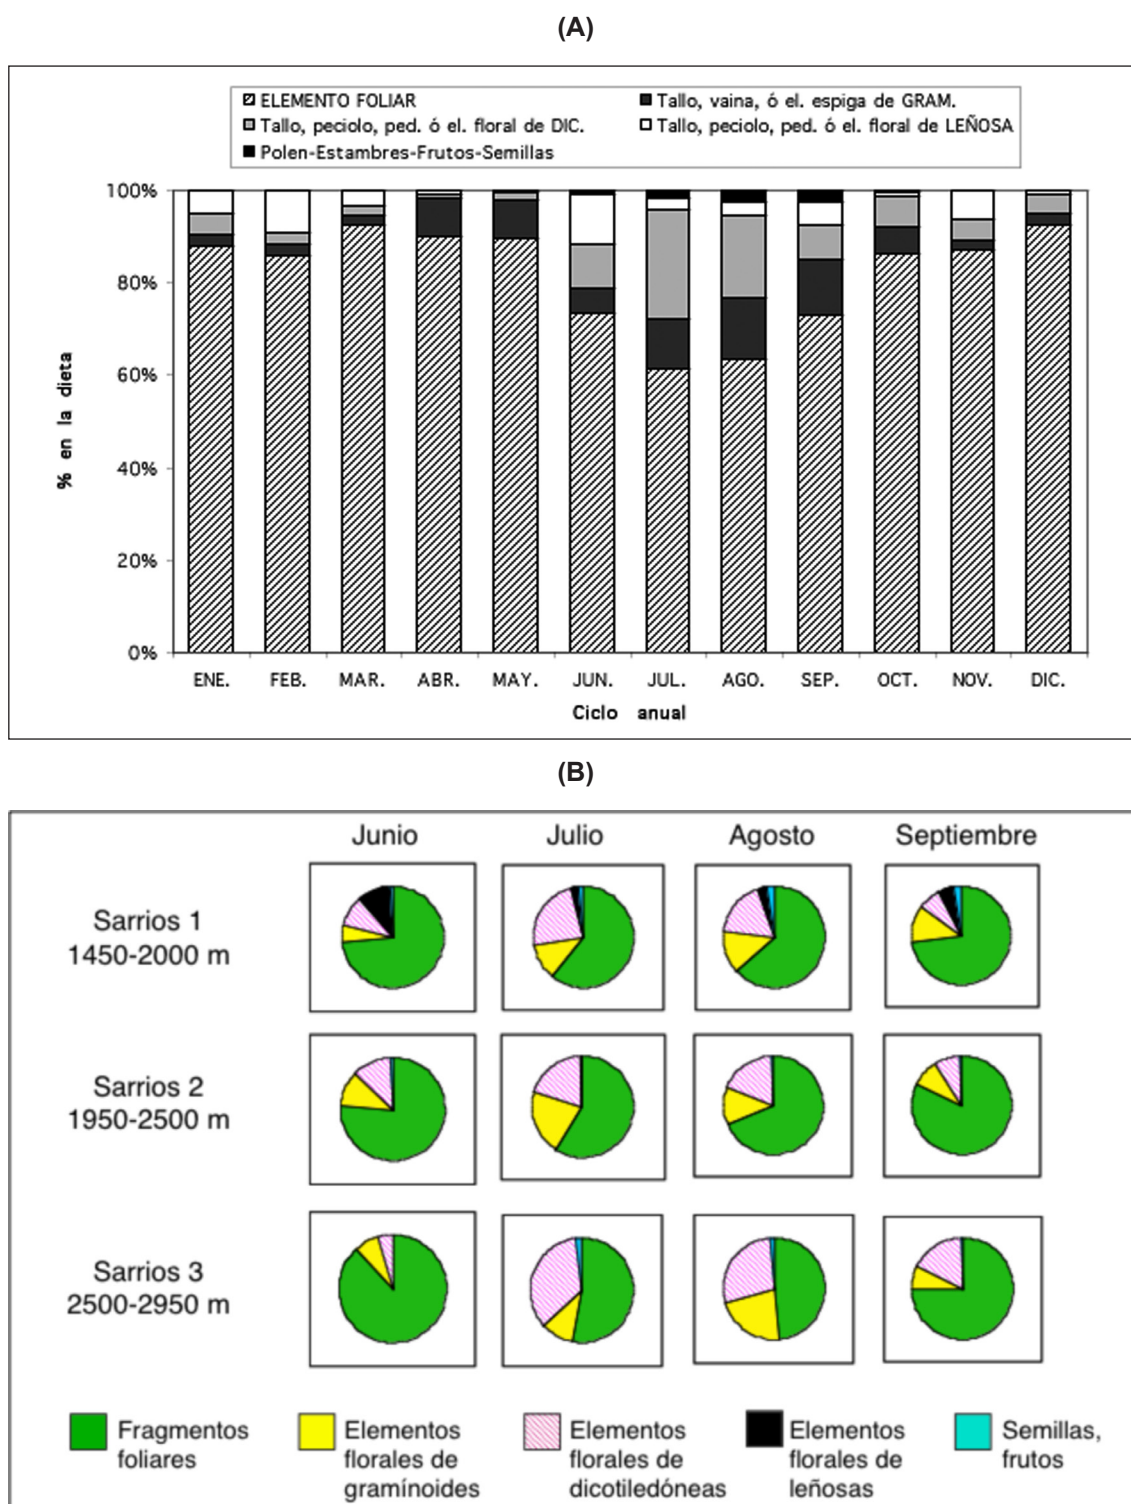 (A)
ELEMENTO FOLIAR
Tallo, vaina, ó el. espiga de GRAM.
Tallo, peciolo, ped. ó el. floral de DIC.
Tallo, peciolo, ped. ó el. floral de LEÑOSA
Polen-Estambres-Frutos-Semillas
100%
80%
60%
40%
20%
0%
% en la dieta
ENE. FEB. MAR. ABR. MAY. JUN. JUL. AGO. SEP. OCT. NOV. DIC.
Ciclo anual
(B)
Junio Julio Agosto Septiembre
Sarrios 1
1450-2000 m
Sarrios 2
1950-2500 m
Sarrios 3
2500-2950 m
Fragmentos
foliares
Elementos
florales de
gramínoides
Elementos
florales de
dicotiledóneas
Elementos
florales de
leñosas
Semillas,
frutos